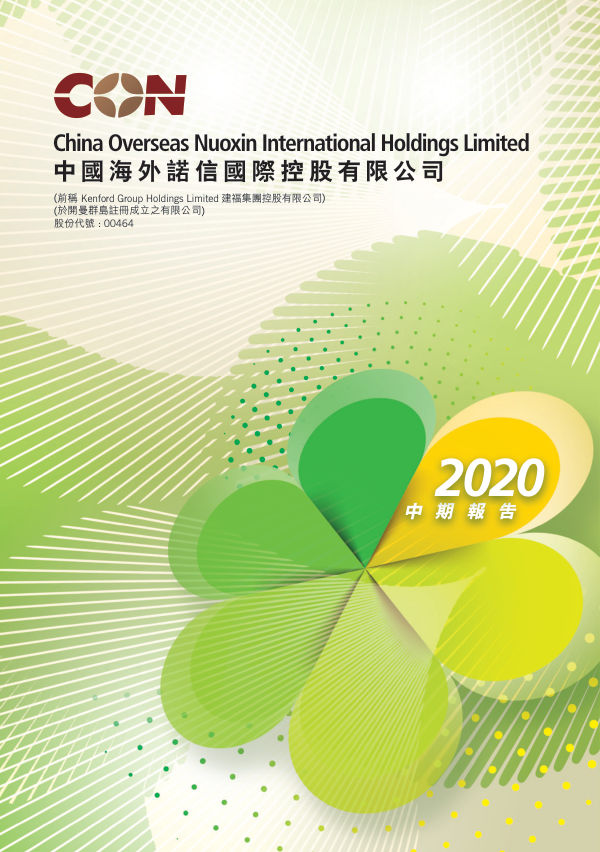 CON
China Overseas Nuoxin International Holdings Limited
中國海外諾信國際控股有限公司
(前稱 Kenford Group Holdings Limited 建福集團控股有限公司)
(於開曼群島註冊成立之有限公司)
股份代號：00464
2020
中期報告